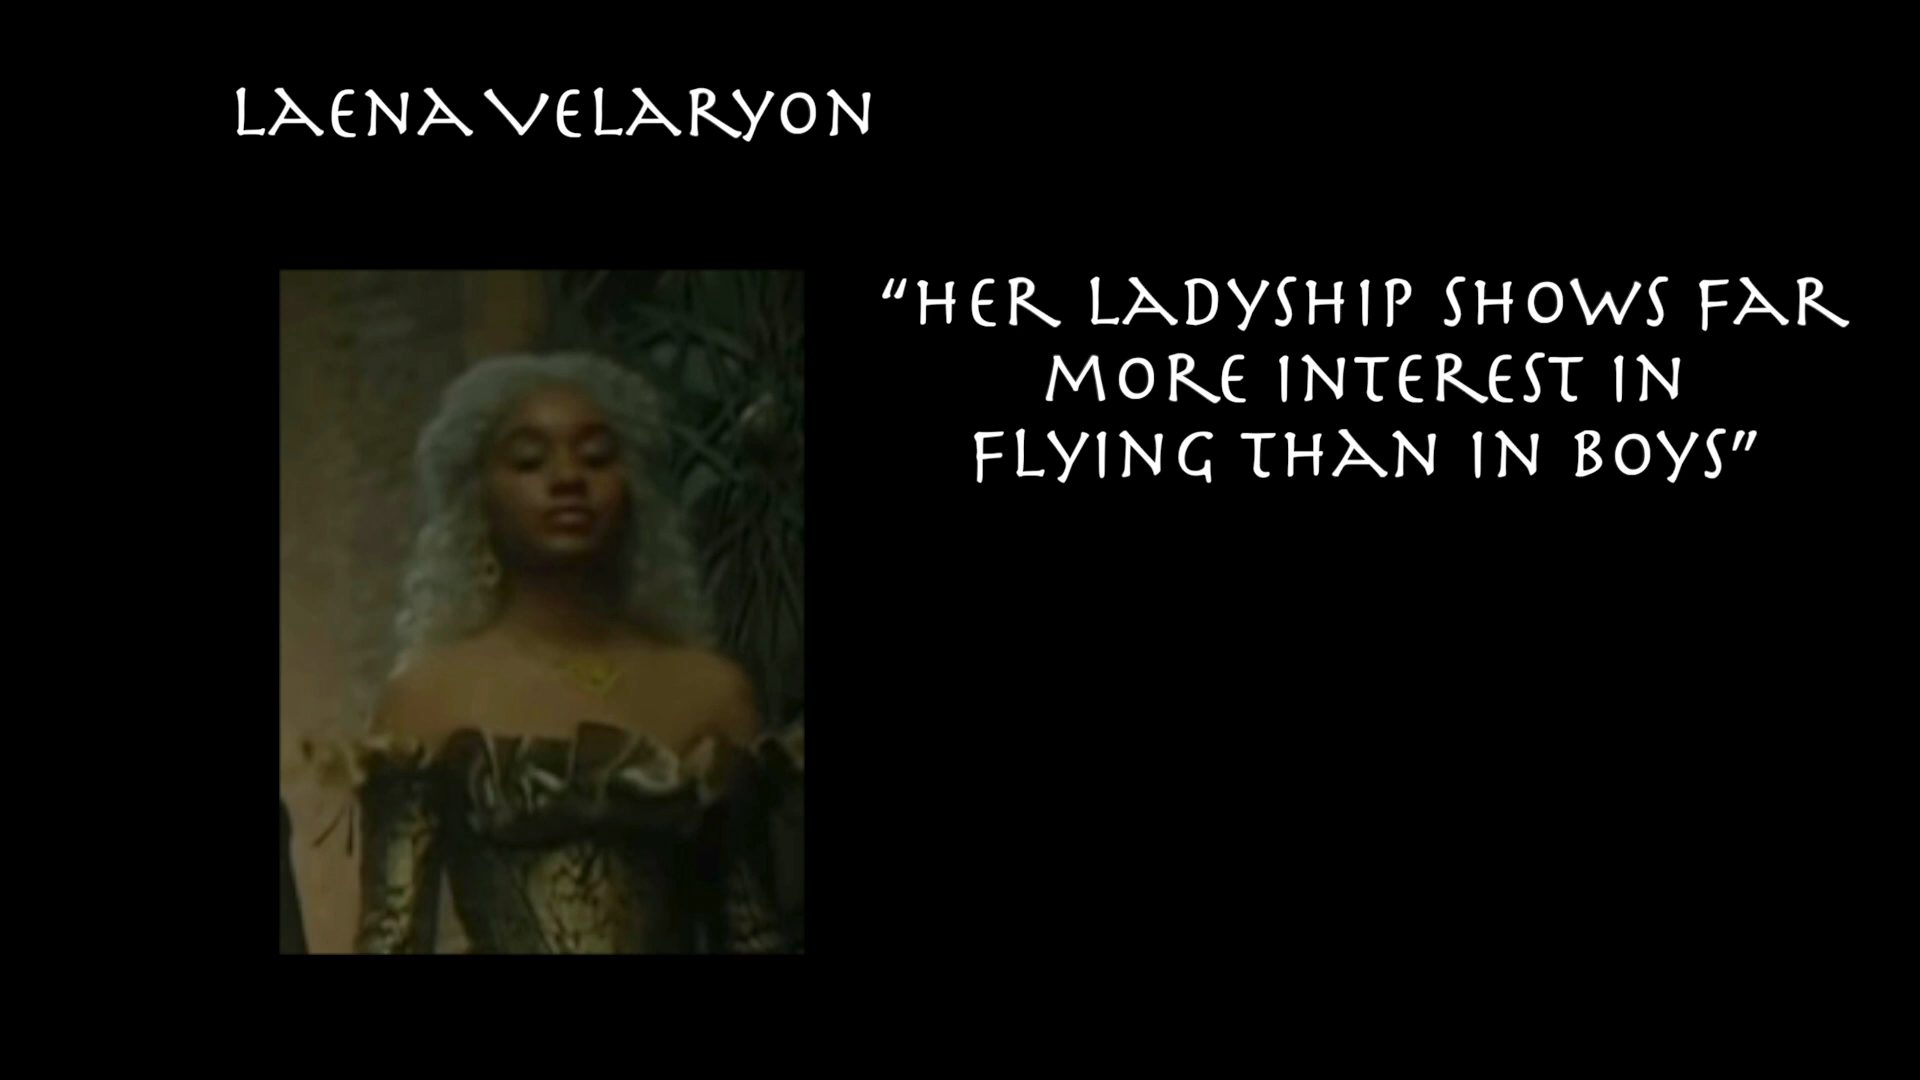 LAENA VELARYON
“HER LADYSHIP SHOWS FAR
MORE INTEREST IN
FLYING THAN IN BOYS”